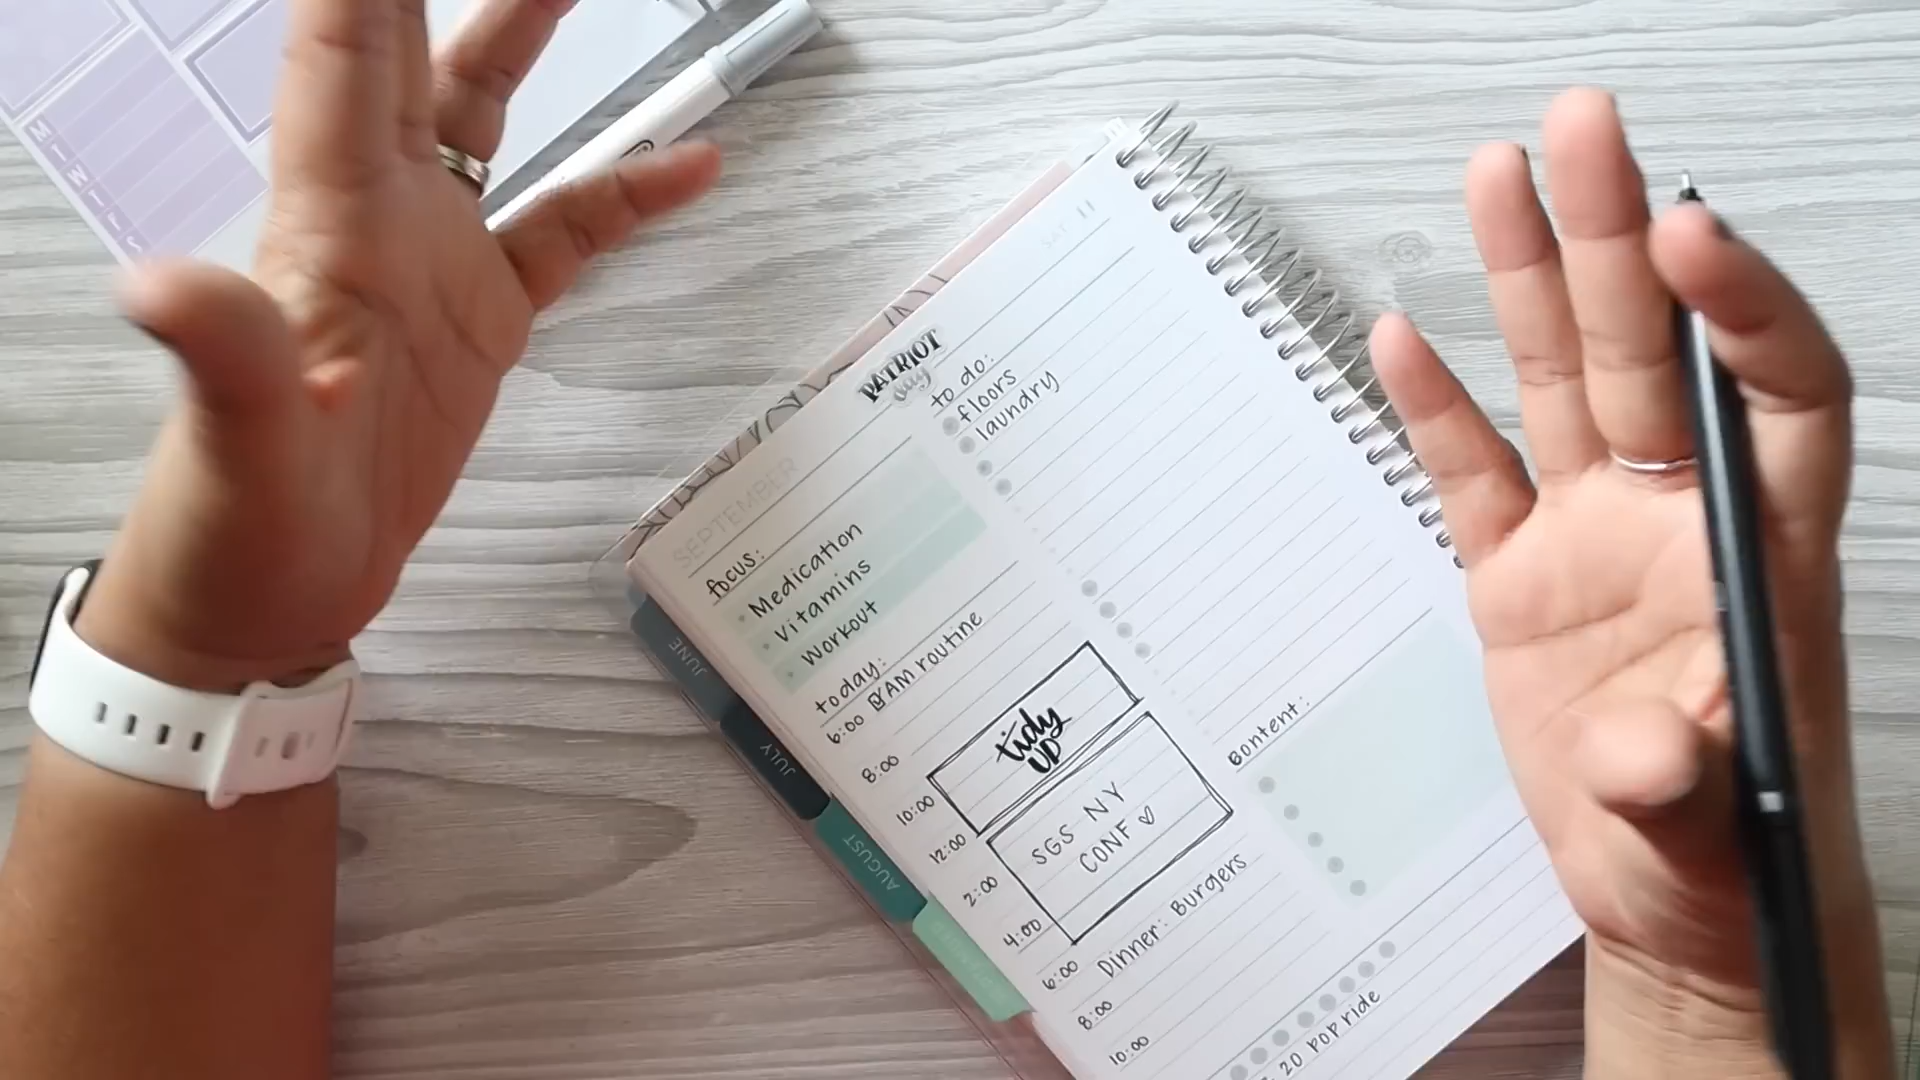 SAT 11
PATRIOT
day
to do:
floors
laundry
SEPTEMBER
focus:
Medication
Vitamins
Workout
today:
6:00 AM routine
8:00
10:00
12:00
2:00
4:00
6:00 Dinner: Burgers
8:00
10:00
tidy
UP
SGS NY
CONF
Bontent:
20 POP ride
JUNE
JULY
AUGUST
M
T
W
T
F
S